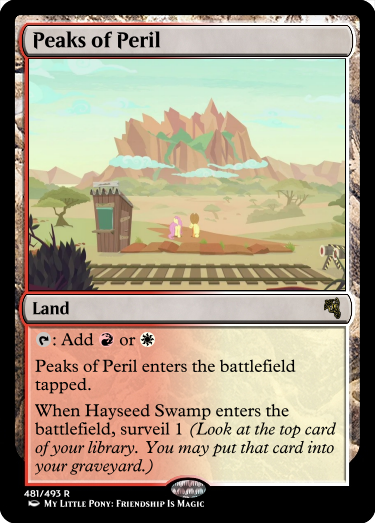 Peaks of Peril
Land
: Add or
Peaks of Peril enters the battlefield
tapped.
When Hayseed Swamp enters the
battlefield, surveil 1 (Look at the top card
of your library. You may put that card into
your graveyard.)
481/493 R
My Little Pony: Friendship Is Magic